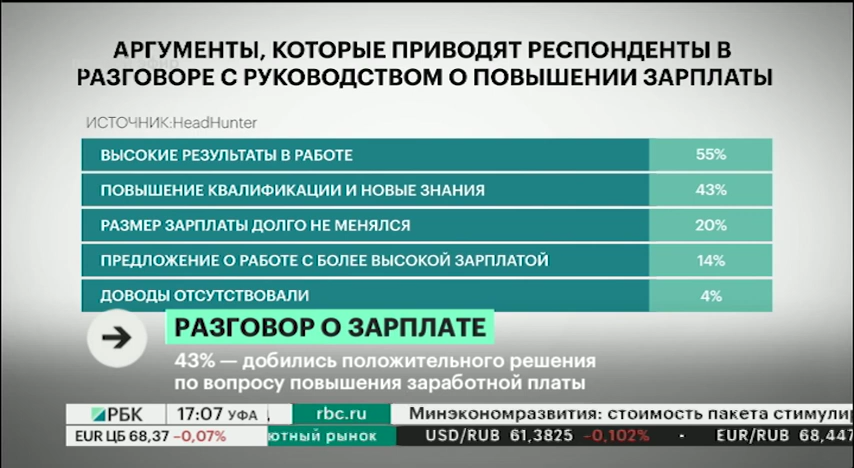 АРГУМЕНТЫ, КОТОРЫЕ ПРИВОДЯТ РЕСПОНДЕНТЫ В
РАЗГОВОРЕ С РУКОВОДСТВОМ О ПОВЫШЕНИИ ЗАРПЛАТЫ
ИСТОЧНИК:HeadHunter
ВЫСОКИЕ РЕЗУЛЬТАТЫ В РАБОТЕ 55%
ПОВЫШЕНИЕ КВАЛИФИКАЦИИ И НОВЫЕ ЗНАНИЯ 43%
РАЗМЕР ЗАРПЛАТЫ ДОЛГО НЕ МЕНЯЛСЯ 20%
ПРЕДЛОЖЕНИЕ О РАБОТЕ С БОЛЕЕ ВЫСОКОЙ ЗАРПЛАТОЙ 14%
ДОВОДЫ ОТСУТСТВОВАЛИ 4%
РАЗГОВОР О ЗАРПЛАТЕ
43% — добились положительного решения
по вопросу повышения заработной платы
РБК 17:07 УФА rbc.ru Минэкономразвития: стоимость пакета стимулир
EUR ЦБ 68,37 -0,07% ютный рынок USD/RUB 61,3825 -0,102% - EUR/RUB 68,447